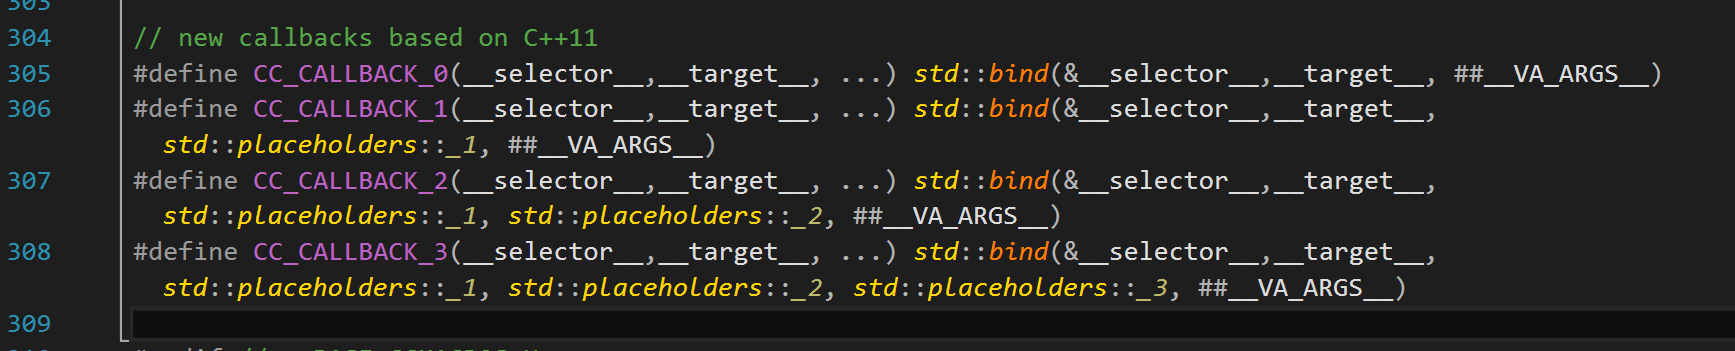 303
304 // new callbacks based on C++11
305 #define CC_CALLBACK_0(__selector__,__target__, ...) std::bind(&__selector__,__target__, ##__VA_ARGS__)
306 #define CC_CALLBACK_1(__selector__,__target__, ...) std::bind(&__selector__,__target__,
std::placeholders::_1, ##__VA_ARGS__)
307 #define CC_CALLBACK_2(__selector__,__target__, ...) std::bind(&__selector__,__target__,
std::placeholders::_1, std::placeholders::_2, ##__VA_ARGS__)
308 #define CC_CALLBACK_3(__selector__,__target__, ...) std::bind(&__selector__,__target__,
std::placeholders::_1, std::placeholders::_2, std::placeholders::_3, ##__VA_ARGS__)
309